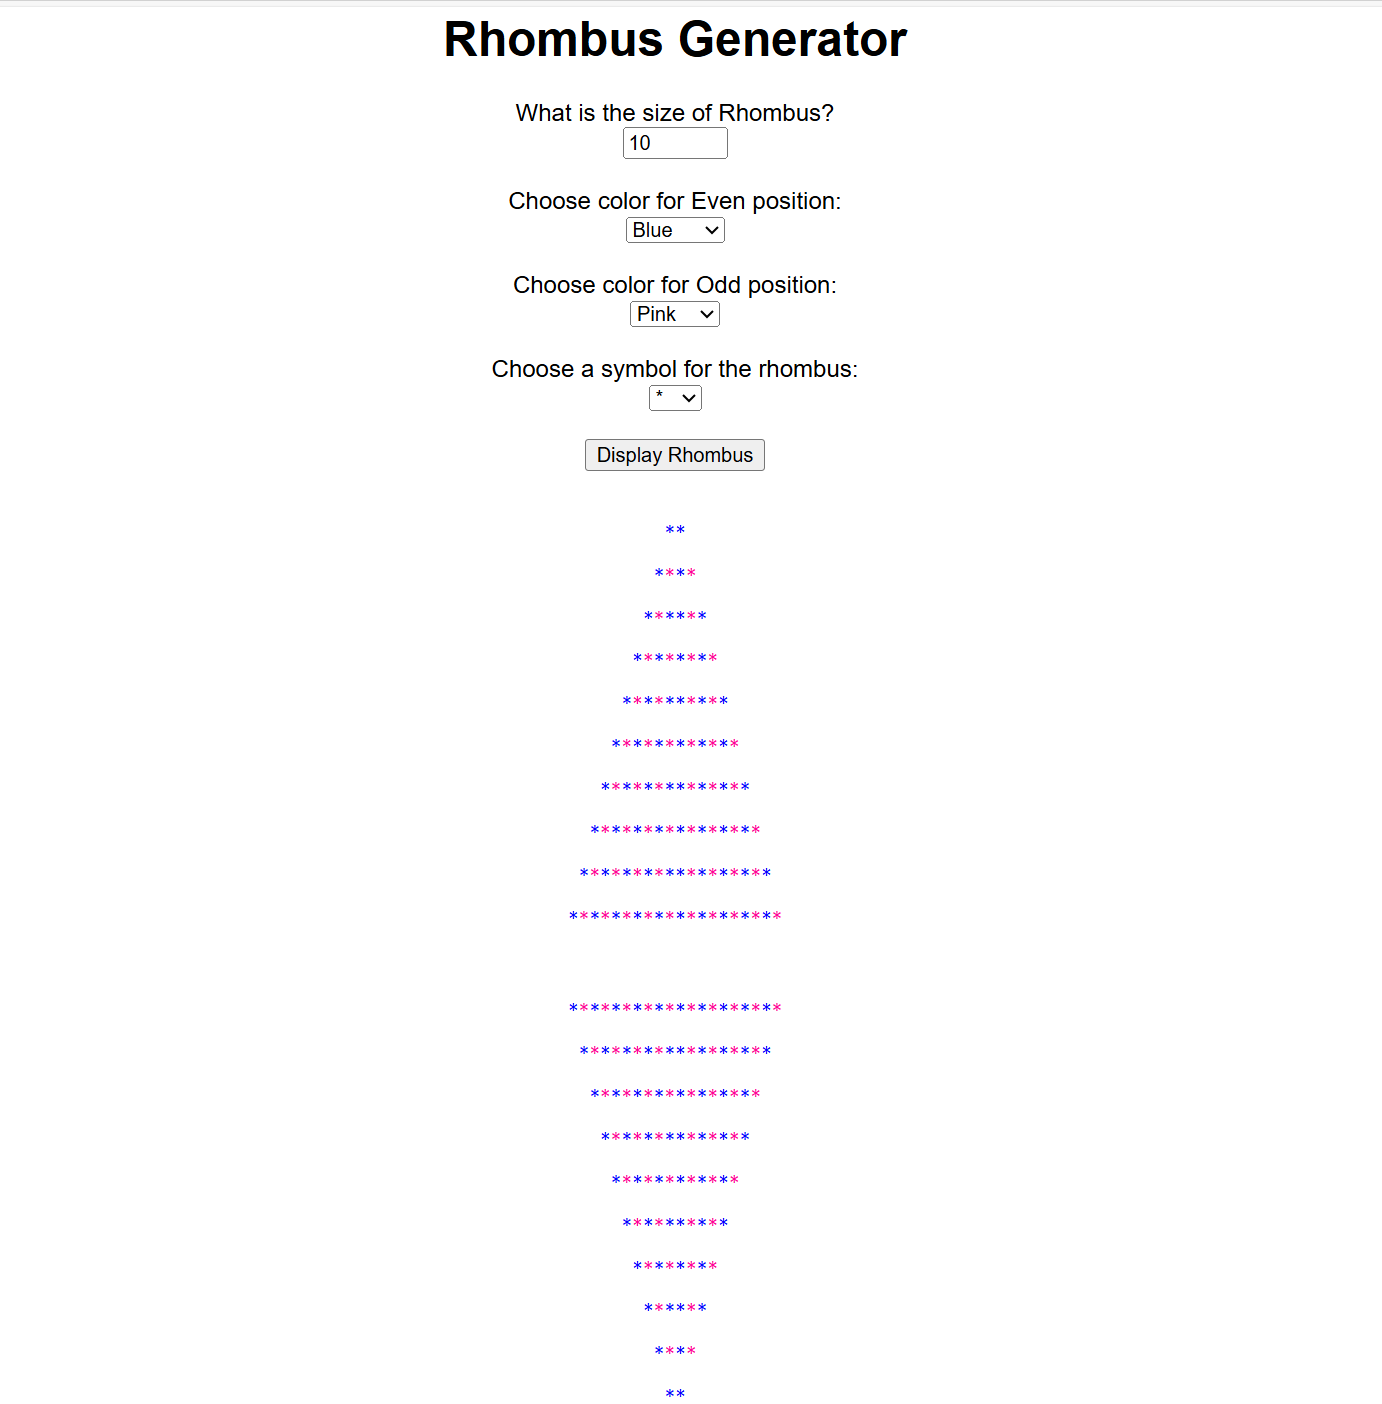 Rhombus Generator
What is the size of Rhombus?
10
Choose color for Even position:
Blue
Choose color for Odd position:
Pink
Choose a symbol for the rhombus:
*
Display Rhombus
**
****
******
********
**********
************
**************
****************
******************
********************
********************
******************
****************
**************
************
**********
********
******
****
**